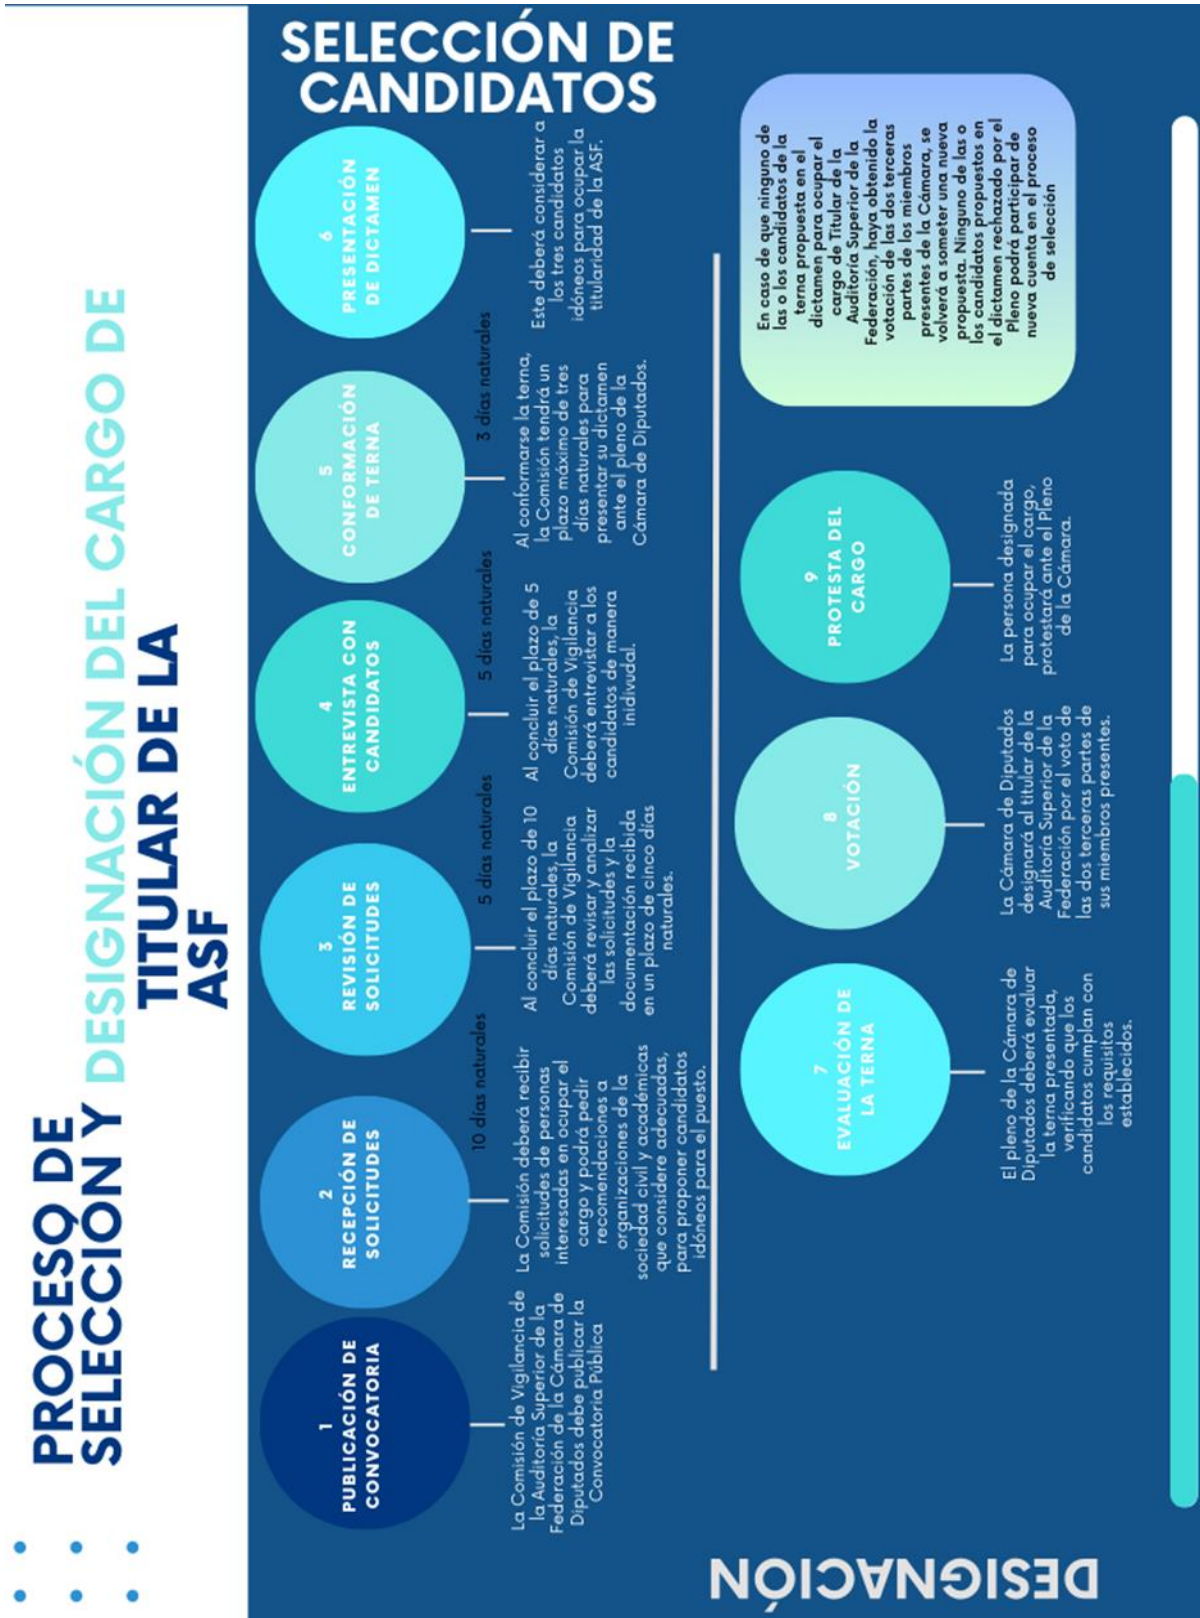 PROCESO DE
SELECCIÓN Y DESIGNACIÓN DEL CARGO DE
TITULAR DE LA
ASF
SELECCIÓN DE
CANDIDATOS
1
PUBLICACIÓN DE
CONVOCATORIA
La Comisión de Vigilancia de
la Auditoría Superior de la
Federación de la Cámara de
Diputados debe publicar la
Convocatoria Pública
2
RECEPCIÓN DE
SOLICITUDES
La Comisión deberá recibir
solicitudes de personas
interesadas en ocupar el
cargo y podrá pedir
recomendaciones a
organizaciones de la
sociedad civil y académicas
que considere adecuadas,
para proponer candidatos
idóneos para el puesto.
10 días naturales
3
REVISIÓN DE
SOLICITUDES
Al concluir el plazo de 10
días naturales, la
Comisión de Vigilancia
deberá revisar y analizar
las solicitudes y la
documentación recibida
en un plazo de cinco días
naturales.
5 días naturales
4
ENTREVISTA CON
CANDIDATOS
Al concluir el plazo de 5
días naturales, la
Comisión de Vigilancia
deberá entrevistar a los
candidatos de manera
inidivudal.
5 días naturales
5
CONFORMACIÓN
DE TERNA
Al conformarse la terna,
la Comisión tendrá un
plazo máximo de tres
días naturales para
presentar su dictamen
ante el pleno de la
Cámara de Diputados.
3 días naturales
6
PRESENTACIÓN
DE DICTAMEN
Este deberá considerar a
los tres candidatos
idóneos para ocupar la
titularidad de la ASF.
DESIGNACIÓN
7
EVALUACIÓN DE
LA TERNA
El pleno de la Cámara de
Diputados deberá evaluar
la terna presentada,
verificando que los
candidatos cumplan con
los requisitos
establecidos.
8
VOTACIÓN
La Cámara de Diputados
designará al titular de la
Auditoría Superior de la
Federación por el voto de
las dos terceras partes de
sus miembros presentes.
9
PROTESTA DEL
CARGO
La persona designada
para ocupar el cargo,
protestará ante el Pleno
de la Cámara.
En caso de que ninguno de
las o los candidatos de la
terna propuesta en el
dictamen para ocupar el
cargo de Titular de la
Auditoría Superior de la
Federación, haya obtenido la
votación de las dos terceras
partes de los miembros
presentes de la Cámara, se
volverá a someter una nueva
propuesta. Ninguno de las o
los candidatos propuestos en
el dictamen rechazado por el
Pleno podrá participar de
nueva cuenta en el proceso
de selección